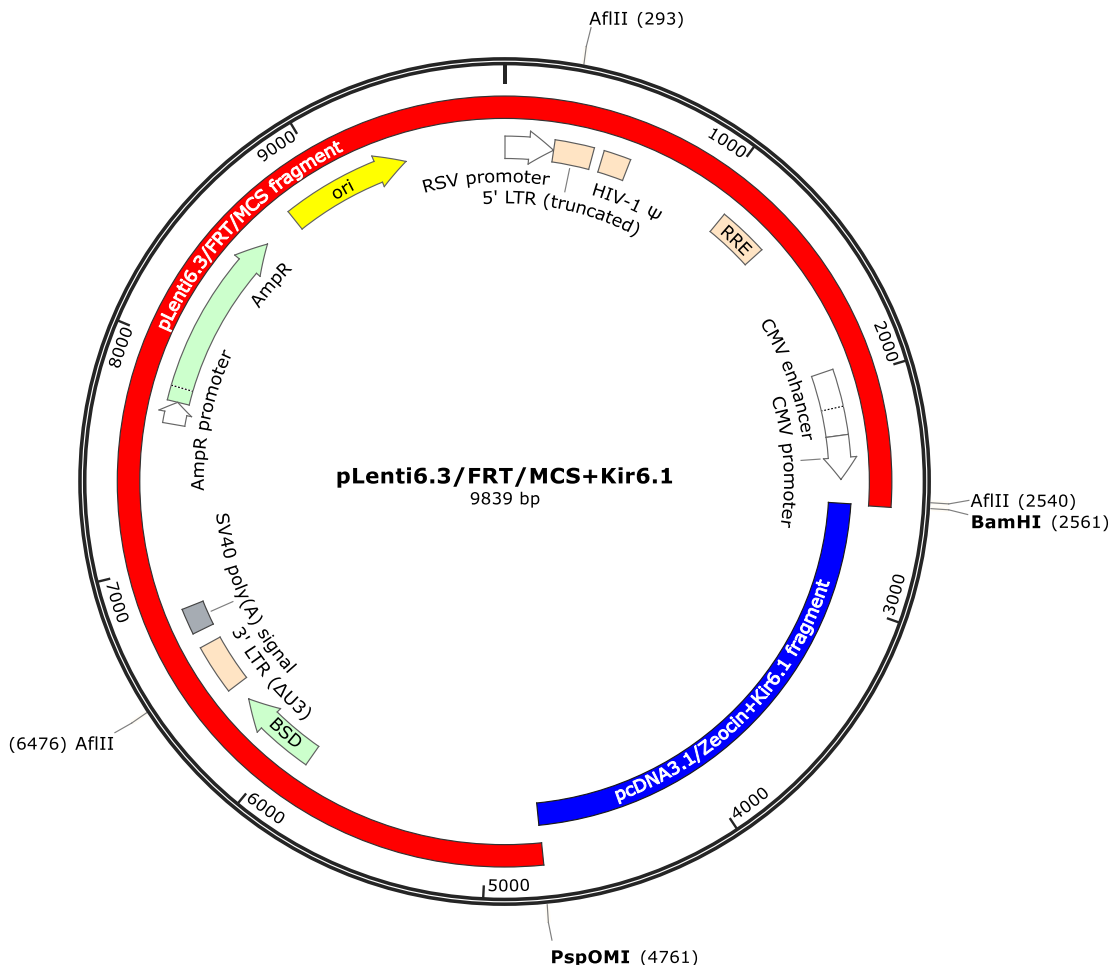 AflII (293)
1000
2000
AflII (2540)
BamHI (2561)
3000
4000
PspOMI (4761)
5000
6000
(6476) AflII
7000
8000
9000
pLenti6.3/FRT/MCS fragment
ori
RSV promoter
5' LTR (truncated)
HIV-1 Ψ
RRE
CMV enhancer
CMV promoter
pcDNA3.1/Zeocin+Kir6.1 fragment
AmpR
AmpR promoter
SV40 poly(A) signal
3' LTR (ΔU3)
BSD
pLenti6.3/FRT/MCS+Kir6.1
9839 bp